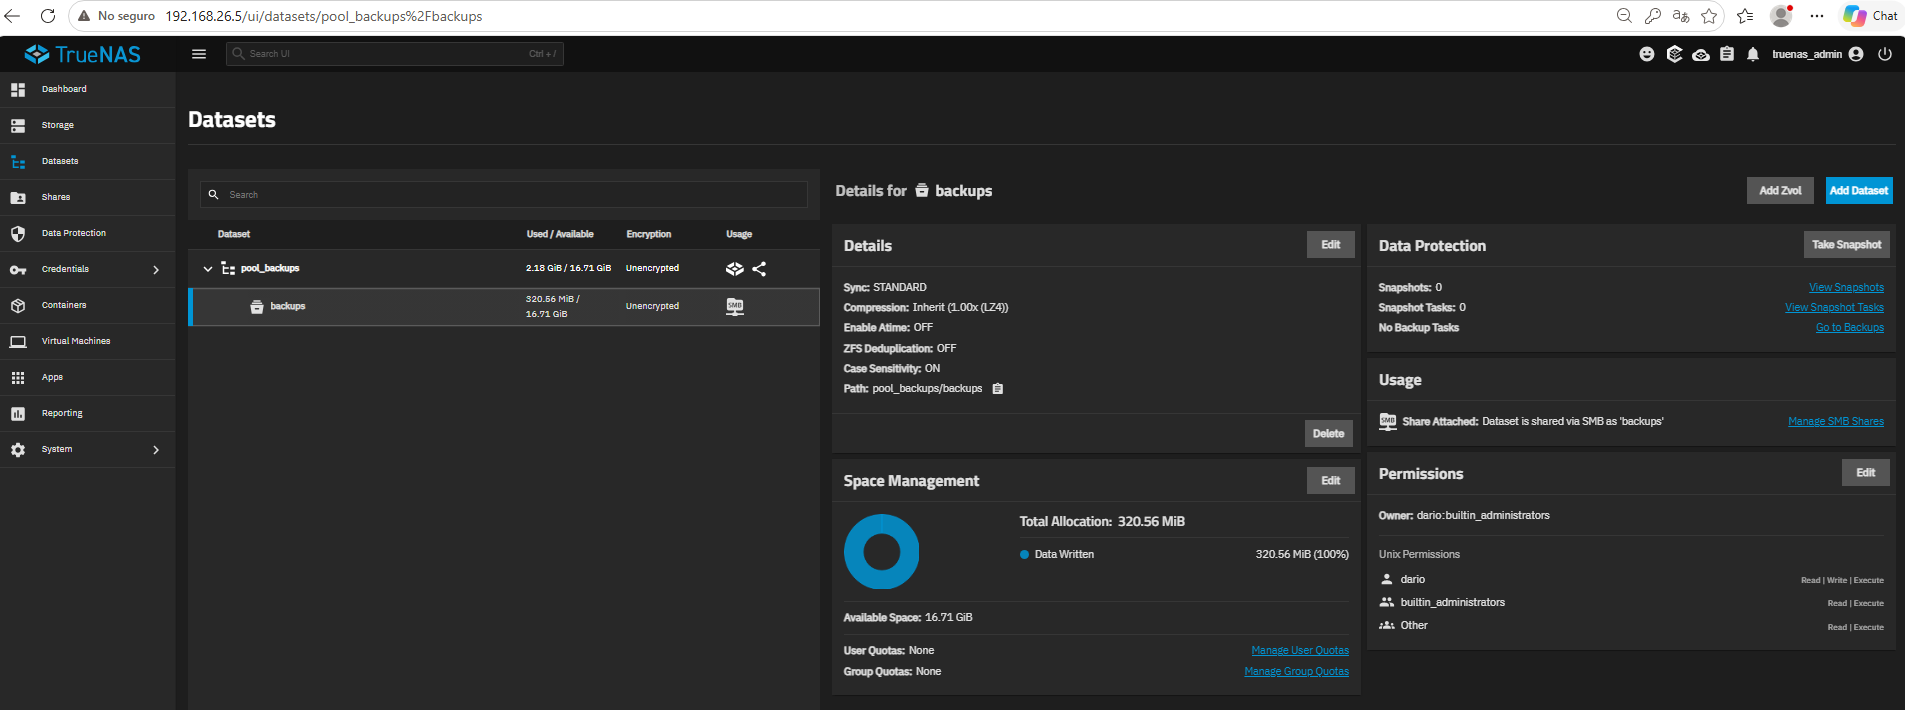 No seguro 192.168.26.5/ui/datasets/pool_backups%2Fbackups
Chat
TrueNAS
Search UI
Ctrl + /
truenas_admin
Dashboard
Storage
Datasets
Shares
Data Protection
Credentials
Containers
Virtual Machines
Apps
Reporting
System
Datasets
Search
Dataset Used / Available Encryption Usage
pool_backups 2.18 GiB / 16.71 GiB Unencrypted
backups 320.56 MiB / 16.71 GiB Unencrypted SMB
Details for backups
Add Zvol
Add Dataset
Details
Edit
Sync: STANDARD
Compression: Inherit (1.00x (LZ4))
Enable Atime: OFF
ZFS Deduplication: OFF
Case Sensitivity: ON
Path: pool_backups/backups
Delete
Space Management
Edit
Total Allocation: 320.56 MiB
Data Written 320.56 MiB (100%)
Available Space: 16.71 GiB
User Quotas: None Manage User Quotas
Group Quotas: None Manage Group Quotas
Data Protection
Take Snapshot
Snapshots: 0 View Snapshots
Snapshot Tasks: 0 View Snapshot Tasks
No Backup Tasks Go to Backups
Usage
SMB Share Attached: Dataset is shared via SMB as 'backups' Manage SMB Shares
Permissions
Edit
Owner: dario:builtin_administrators
Unix Permissions
dario Read | Write | Execute
builtin_administrators Read | Execute
Other Read | Execute